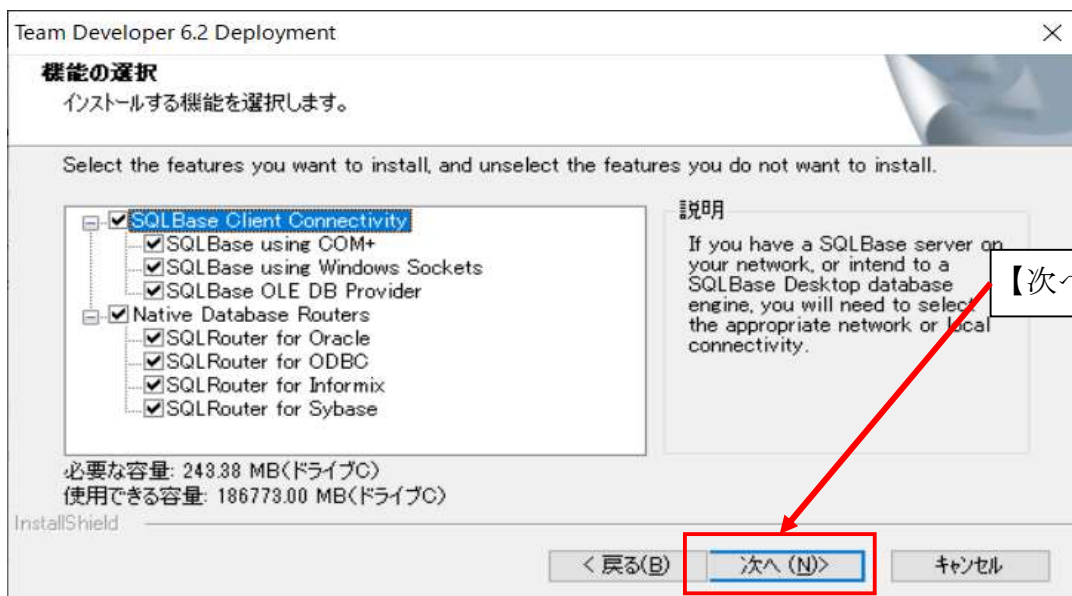 Team Developer 6.2 Deployment
機能の選択
インストールする機能を選択します。
Select the features you want to install, and unselect the features you do not want to install.
SQLBase Client Connectivity
SQLBase using COM+
SQLBase using Windows Sockets
SQLBase OLE DB Provider
Native Database Routers
SQLRouter for Oracle
SQLRouter for ODBC
SQLRouter for Informix
SQLRouter for Sybase
説明
If you have a SQLBase server on
your network, or intend to a
SQLBase Desktop database
engine, you will need to select
the appropriate network or local
connectivity.
【次へ
必要な容量: 243.38 MB(ドライブC)
使用できる容量: 186773.00 MB(ドライブC)
InstallShield
< 戻る(B)
次へ (N)>
キャンセル